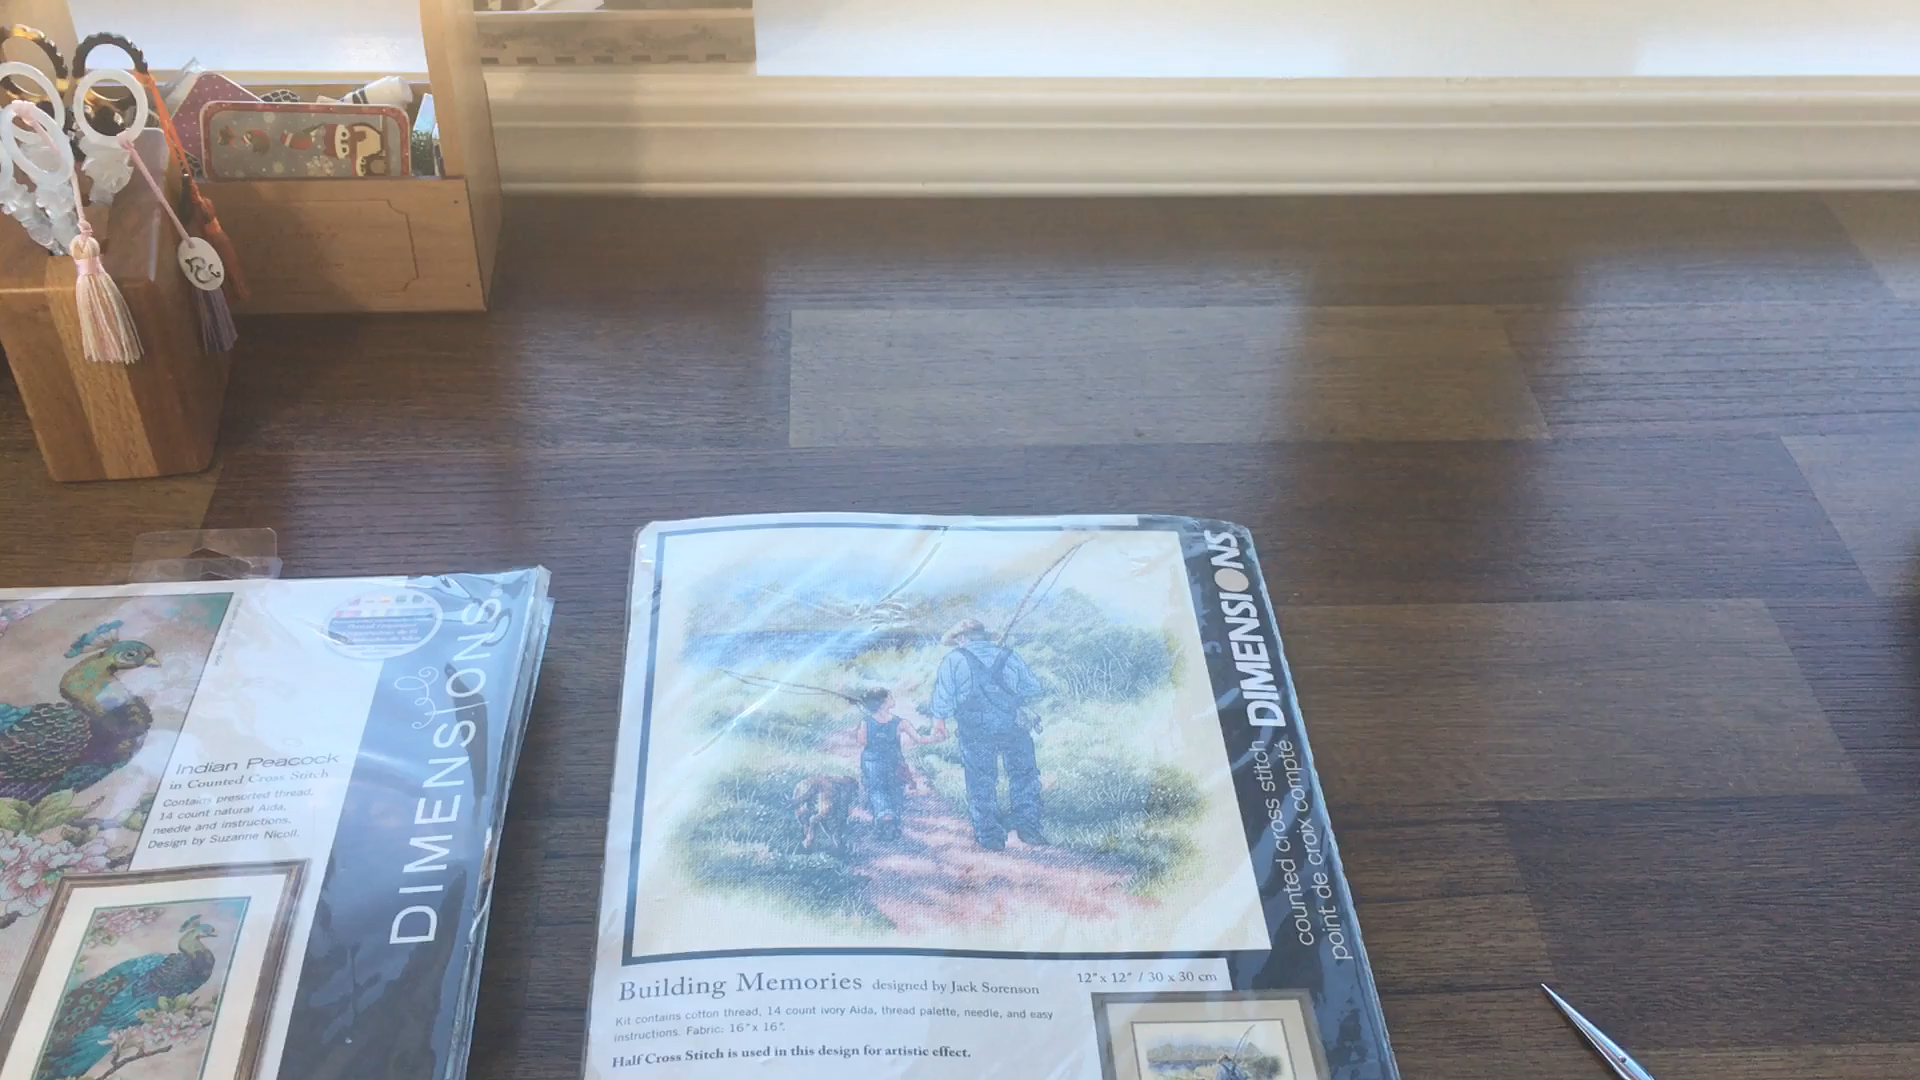 DIMENSIONS
Indian Peacock
in Counted Cross Stitch
Contains presorted thread,
14 count natural Aida,
needle and instructions.
Design by Suzanne Nicoll.
DIMENSIONS
counted cross stitch
point de croix compté
Building Memories designed by Jack Sorenson
12" x 12" / 30 x 30 cm
Kit contains cotton thread, 14 count ivory Aida, thread palette, needle, and easy
instructions. Fabric: 16" x 16".
Half Cross Stitch is used in this design for artistic effect.